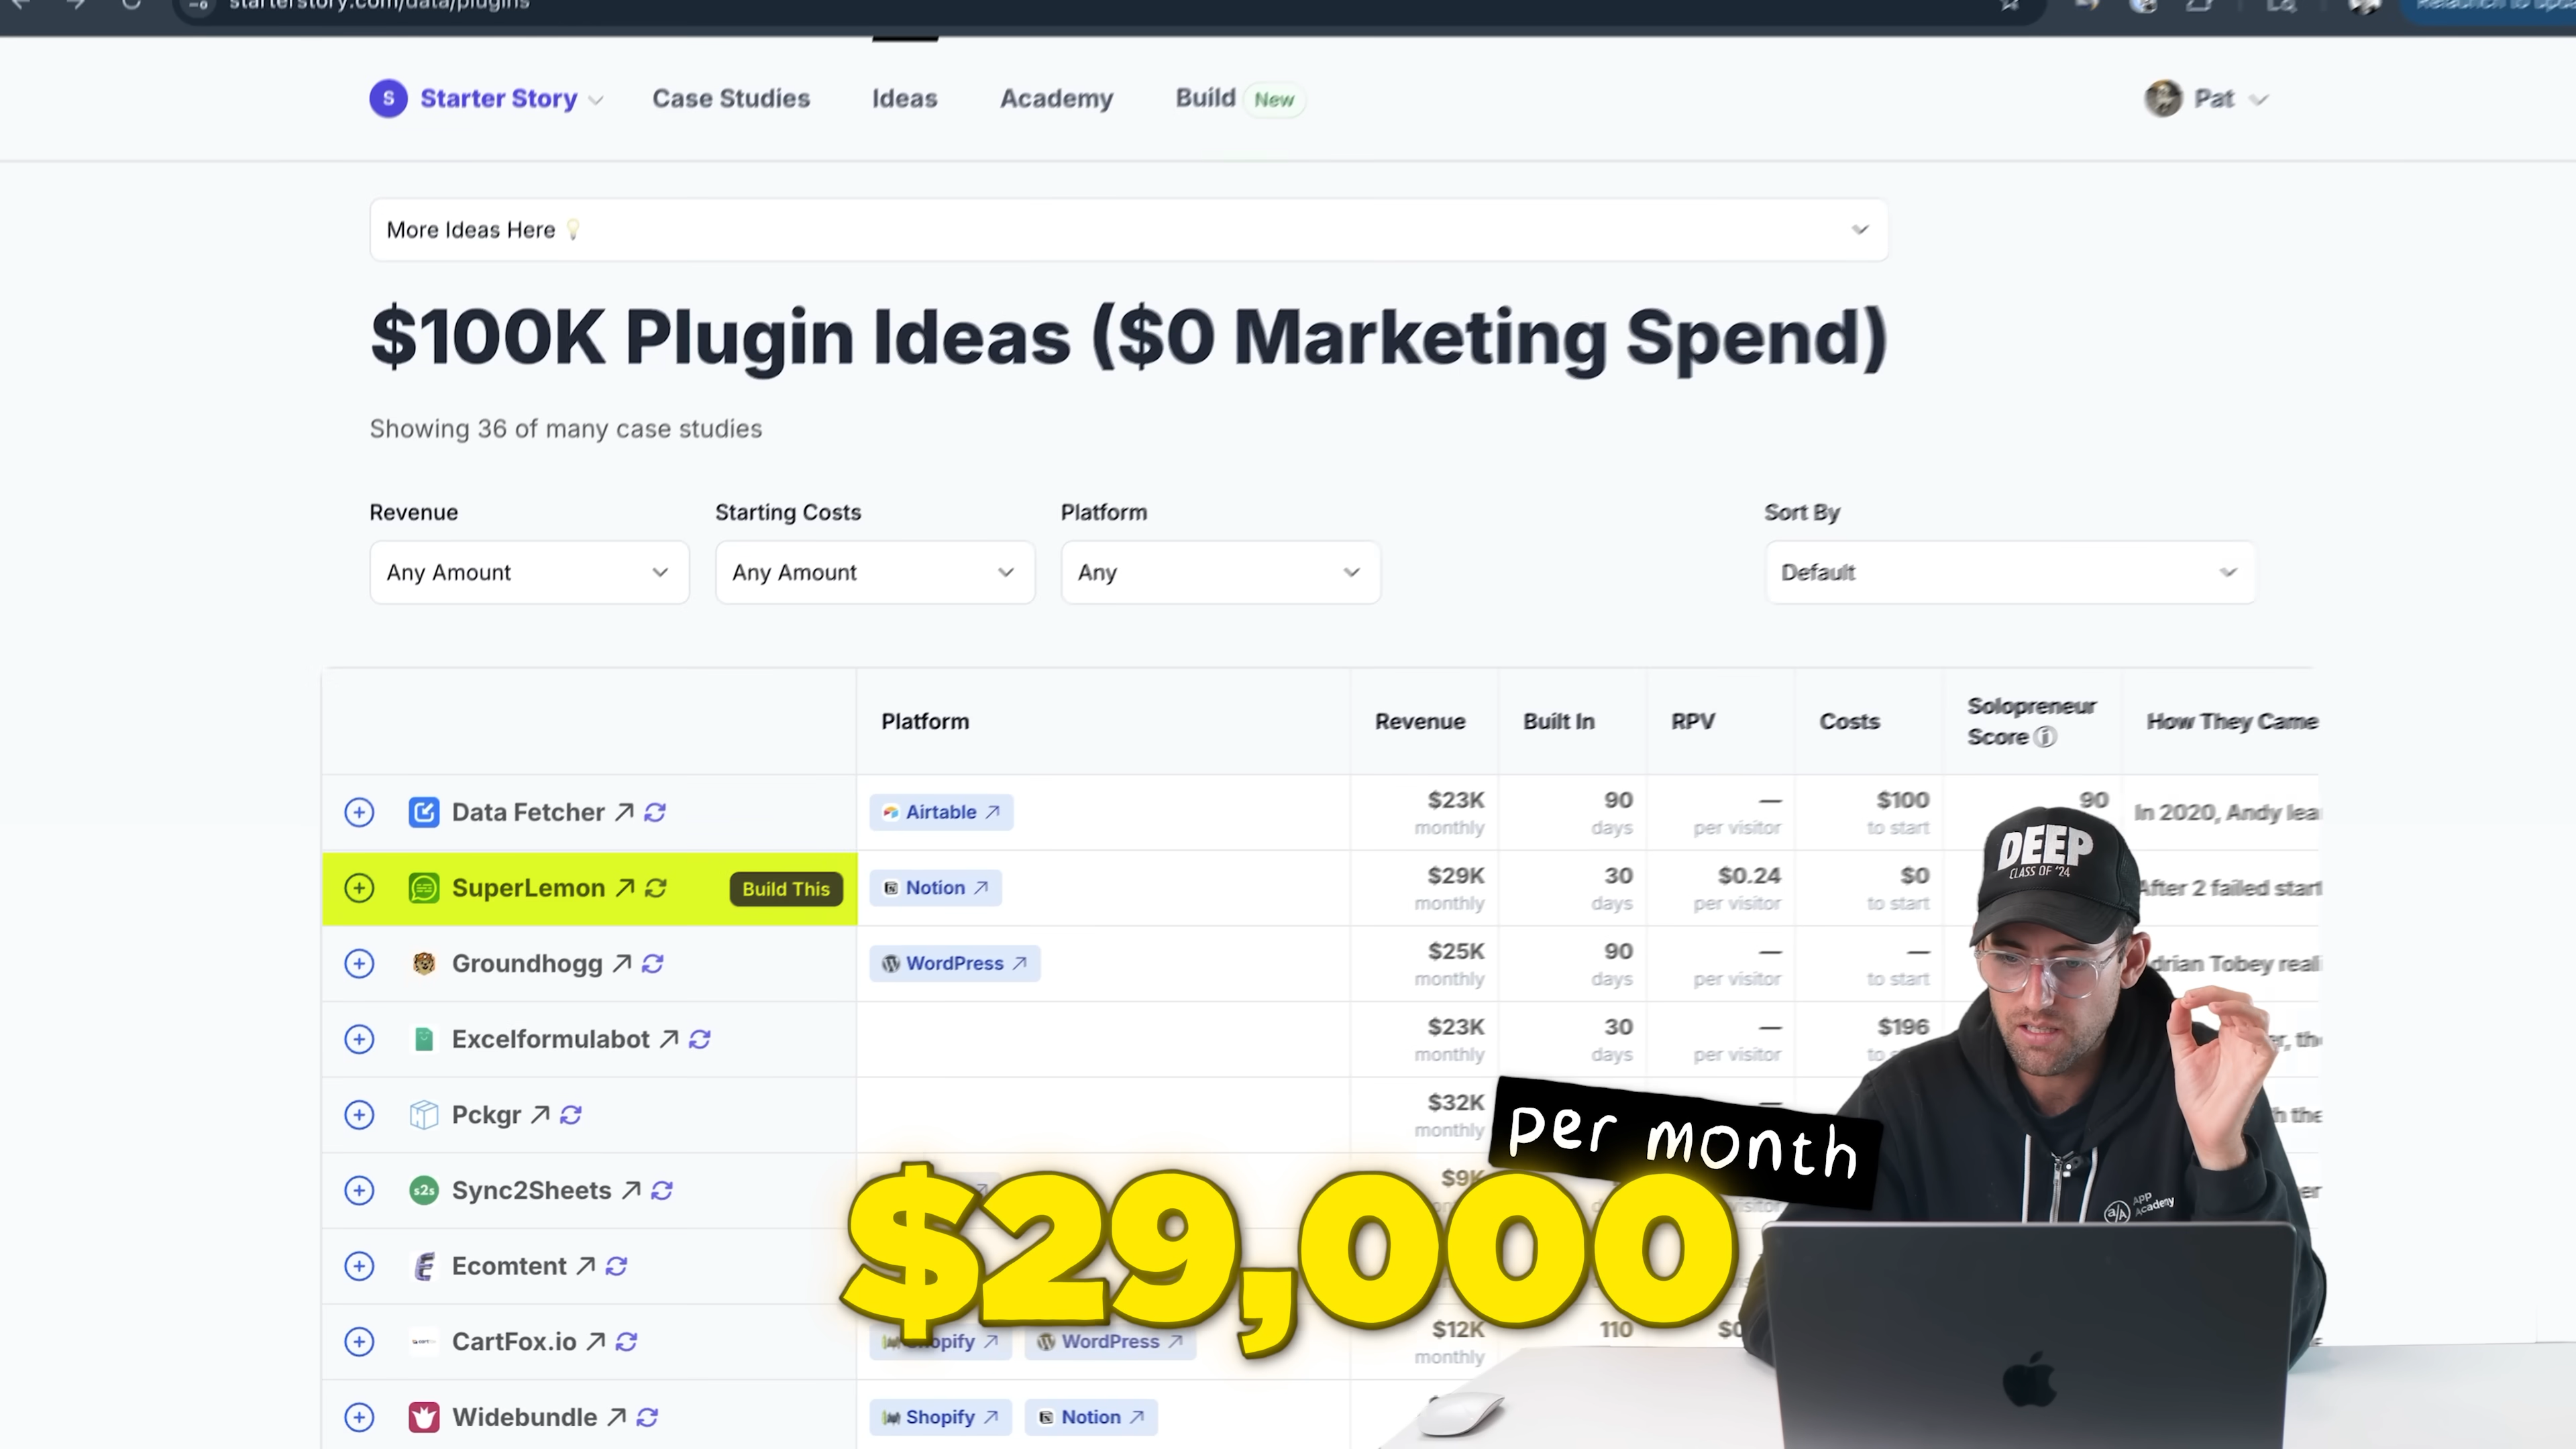 starterstory.com/data/plugins
S Starter Story Case Studies Ideas Academy Build New Pat
More Ideas Here
$100K Plugin Ideas ($0 Marketing Spend)
Showing 36 of many case studies
Revenue Starting Costs Platform Sort By
Any Amount Any Amount Any Default
Platform Revenue Built In RPV Costs Solopreneur Score How They Came
Data Fetcher Airtable $23K monthly 90 days — per visitor $100 to start 90 In 2020, Andy lea
SuperLemon Build This Notion $29K monthly 30 days $0.24 per visitor $0 to start After 2 failed start
Groundhogg WordPress $25K monthly 90 days — per visitor — to start drian Tobey reali
Excelformulabot $23K monthly 30 days — per visitor $196
Pckgr $32K monthly —
s2s Sync2Sheets $9K
Ecomtent
CartFox.io Shopify WordPress $12K monthly 110
Widebundle Shopify Notion
per month
$29,000
DEEP
CLASS OF '24
a/A App
Academy